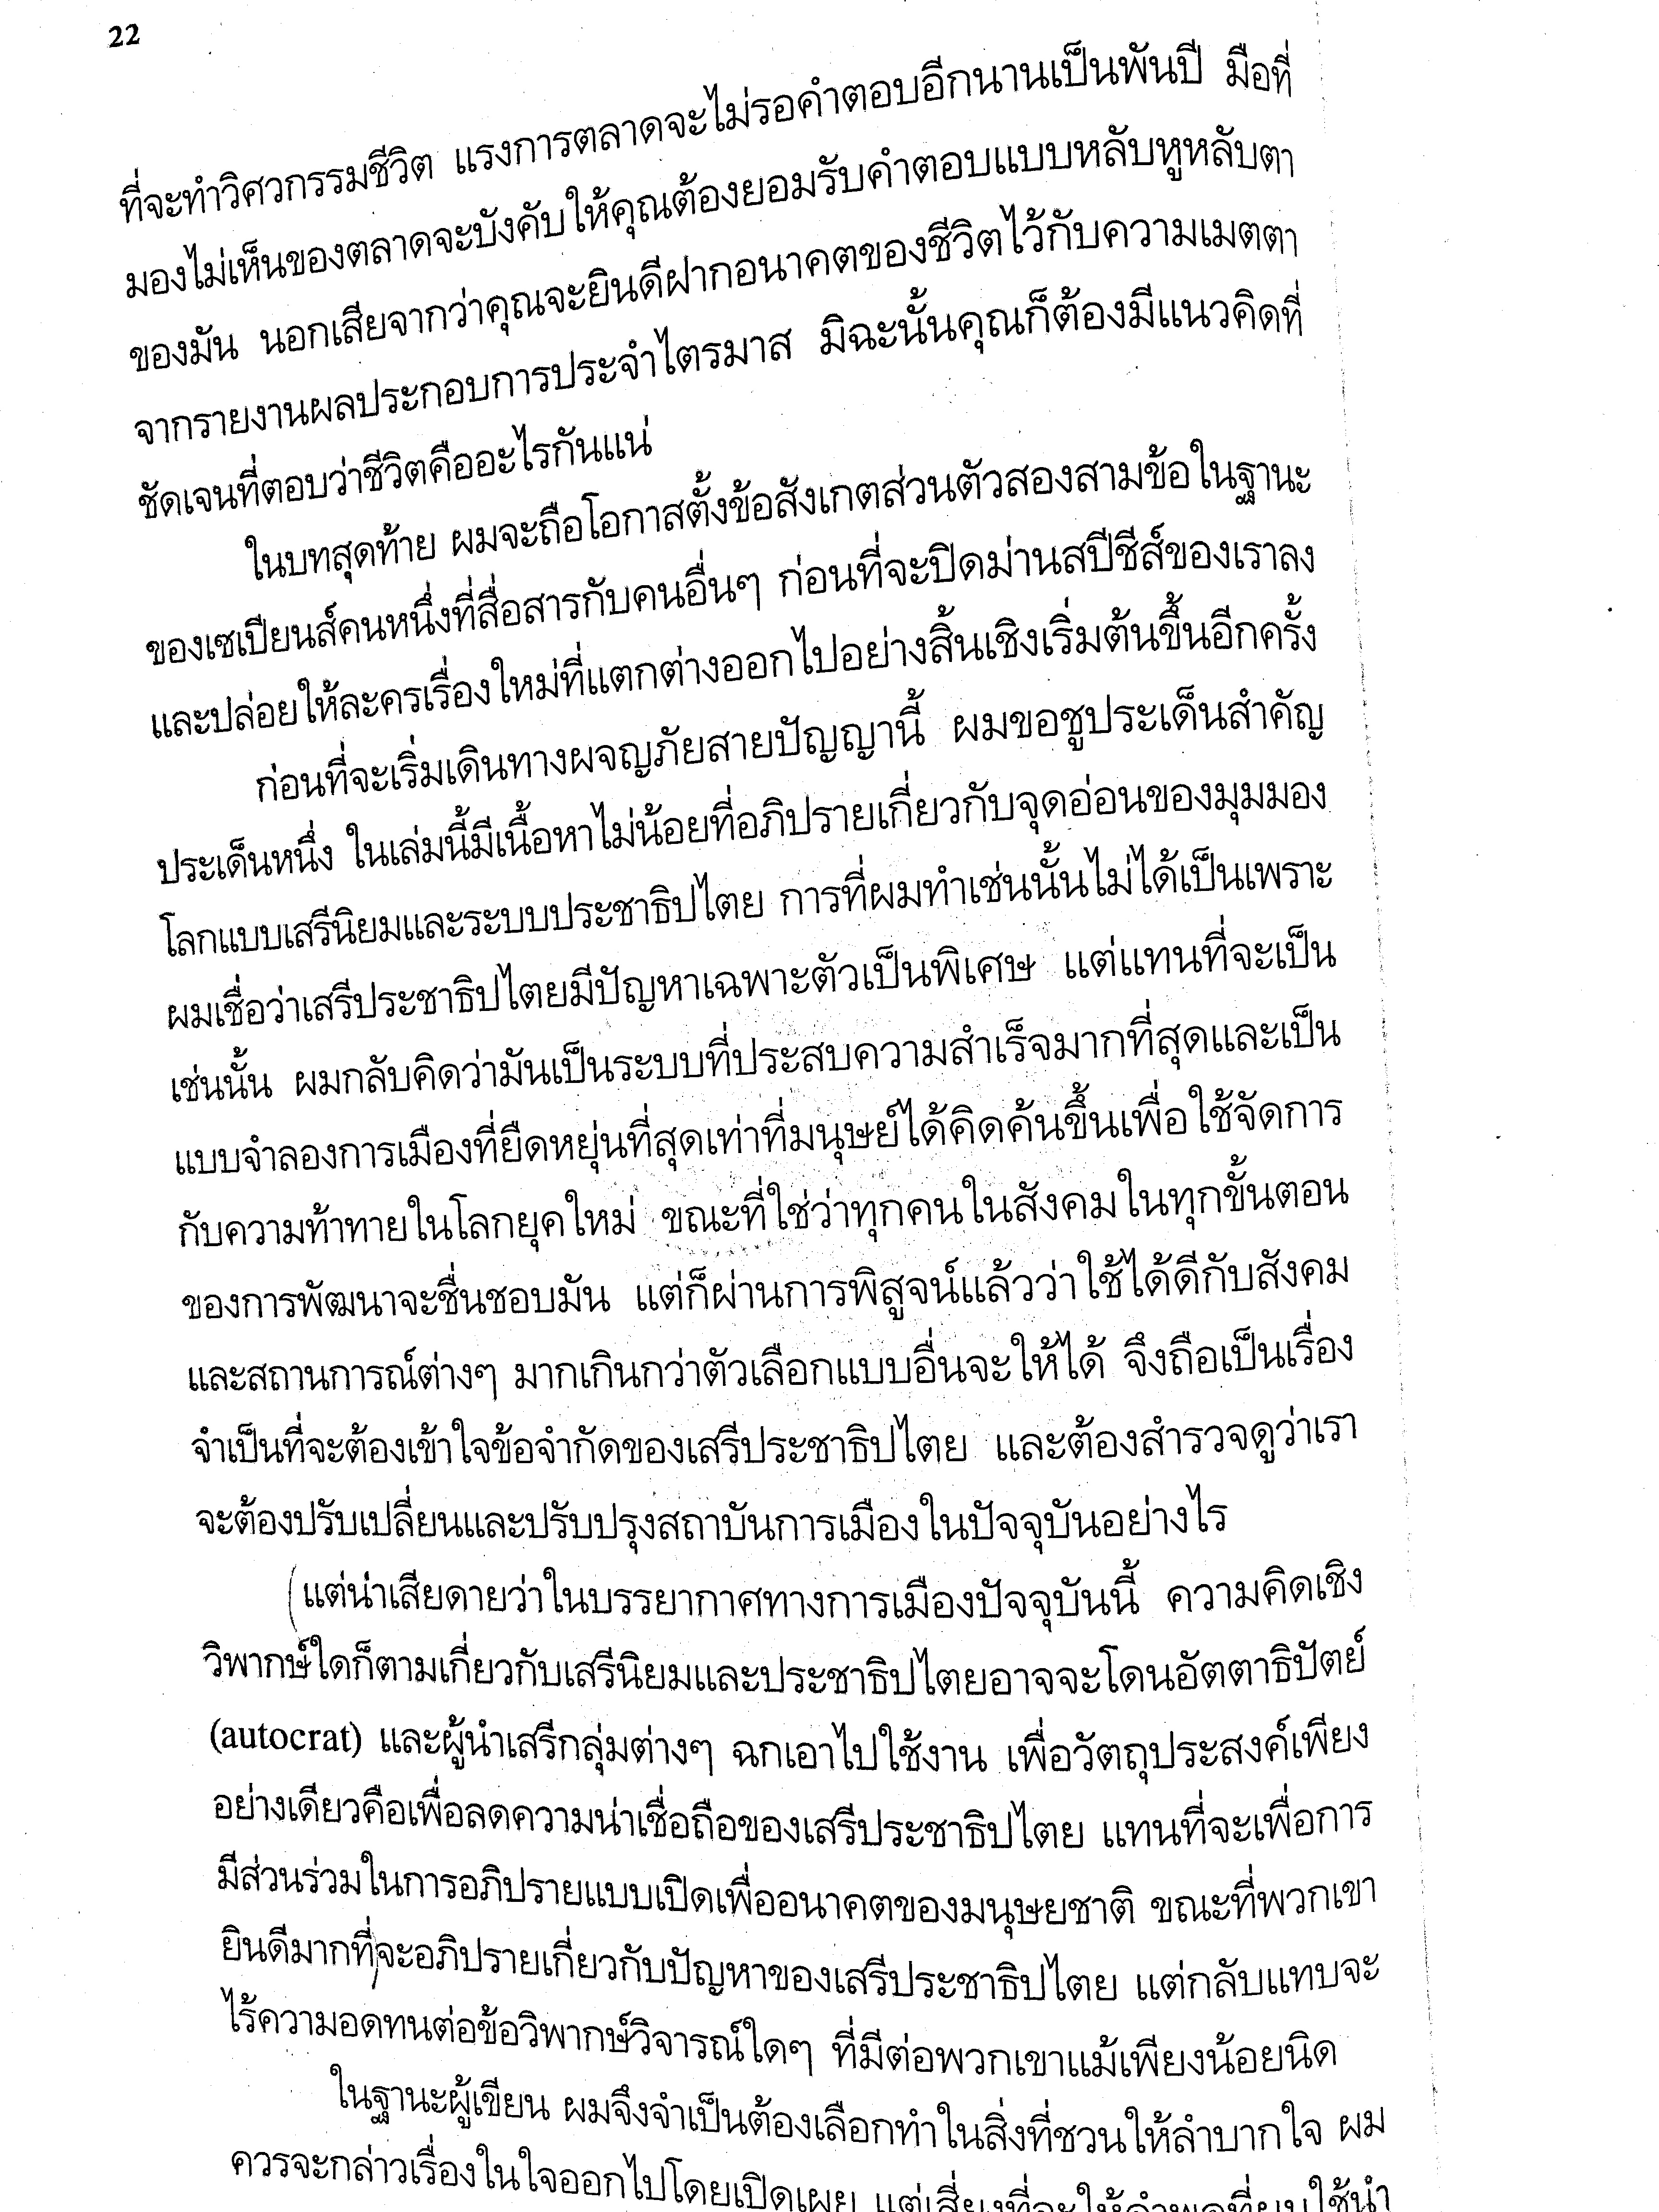 22
ที่จะทำวิศวกรรมชีวิต แรงการตลาดจะไม่รอคำตอบอีกนานเป็นพันปี มือที่
มองไม่เห็นของตลาดจะบังคับให้คุณต้องยอมรับคำตอบแบบหลับหูหลับตา
ของมัน นอกเสียจากว่าคุณจะยินดีฝากอนาคตของชีวิตไว้กับความเมตตา
จากรายงานผลประกอบการประจำไตรมาส มิฉะนั้นคุณก็ต้องมีแนวคิดที่
ชัดเจนที่ตอบว่าชีวิตคืออะไรกันแน่
ในบทสุดท้าย ผมจะถือโอกาสตั้งข้อสังเกตส่วนตัวสองสามข้อในฐานะ
ของเซเปียนส์คนหนึ่งที่สื่อสารกับคนอื่นๆ ก่อนที่จะปิดม่านสปีชีส์ของเราลง
และปล่อยให้ละครเรื่องใหม่ที่แตกต่างออกไปอย่างสิ้นเชิงเริ่มต้นขึ้นอีกครั้ง
ก่อนที่จะเริ่มเดินทางผจญภัยสายปัญญานี้ ผมขอชูประเด็นสำคัญ
ประเด็นหนึ่ง ในเล่มนี้มีเนื้อหาไม่น้อยที่อภิปรายเกี่ยวกับจุดอ่อนของมุมมอง
โลกแบบเสรีนิยมและระบบประชาธิปไตย การที่ผมทำเช่นนั้นไม่ได้เป็นเพราะ
ผมเชื่อว่าเสรีประชาธิปไตยมีปัญหาเฉพาะตัวเป็นพิเศษ แต่แทนที่จะเป็น
เช่นนั้น ผมกลับคิดว่ามันเป็นระบบที่ประสบความสำเร็จมากที่สุดและเป็น
แบบจำลองการเมืองที่ยืดหยุ่นที่สุดเท่าที่มนุษย์ได้คิดค้นขึ้นเพื่อใช้จัดการ
กับความท้าทายในโลกยุคใหม่ ขณะที่ใช่ว่าทุกคนในสังคมในทุกขั้นตอน
ของการพัฒนาจะชื่นชอบมัน แต่ก็ผ่านการพิสูจน์แล้วว่าใช้ได้ดีกับสังคม
และสถานการณ์ต่างๆ มากเกินกว่าตัวเลือกแบบอื่นจะให้ได้ จึงถือเป็นเรื่อง
จำเป็นที่จะต้องเข้าใจข้อจำกัดของเสรีประชาธิปไตย และต้องสำรวจดูว่าเรา
จะต้องปรับเปลี่ยนและปรับปรุงสถาบันการเมืองในปัจจุบันอย่างไร
แต่น่าเสียดายว่าในบรรยากาศทางการเมืองปัจจุบันนี้ ความคิดเชิง
วิพากษ์ใดก็ตามเกี่ยวกับเสรีนิยมและประชาธิปไตยอาจจะโดนอัตตาธิปัตย์
(autocrat) และผู้นำเสรีกลุ่มต่างๆ ฉกเอาไปใช้งาน เพื่อวัตถุประสงค์เพียง
อย่างเดียวคือเพื่อลดความน่าเชื่อถือของเสรีประชาธิปไตย แทนที่จะเพื่อการ
มีส่วนร่วมในการอภิปรายแบบเปิดเพื่ออนาคตของมนุษยชาติ ขณะที่พวกเขา
ยินดีมากที่จะอภิปรายเกี่ยวกับปัญหาของเสรีประชาธิปไตย แต่กลับแทบจะ
ไร้ความอดทนต่อข้อวิพากษ์วิจารณ์ใดๆ ที่มีต่อพวกเขาแม้เพียงน้อยนิด
ในฐานะผู้เขียน ผมจึงจำเป็นต้องเลือกทำในสิ่งที่ชวนให้ลำบากใจ ผม
ควรจะกล่าวเรื่องในใจออกไปโดยเปิดเผย แต่เสี่ยงที่จะให้คำพูดที่ผมใช้นำ